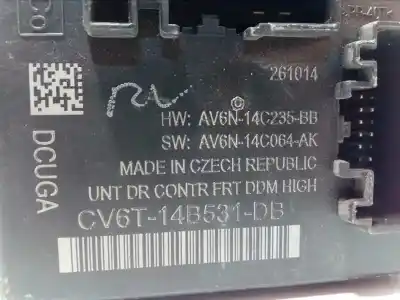 Co
261014
HW: AV6N-14C235-BB
SW: AV6N-14C064-AK
MADE IN CZECH REPUBLIC
UNT DR CONTR FRT DDM HIGH
CV6T-14B531-DB
DCUGA